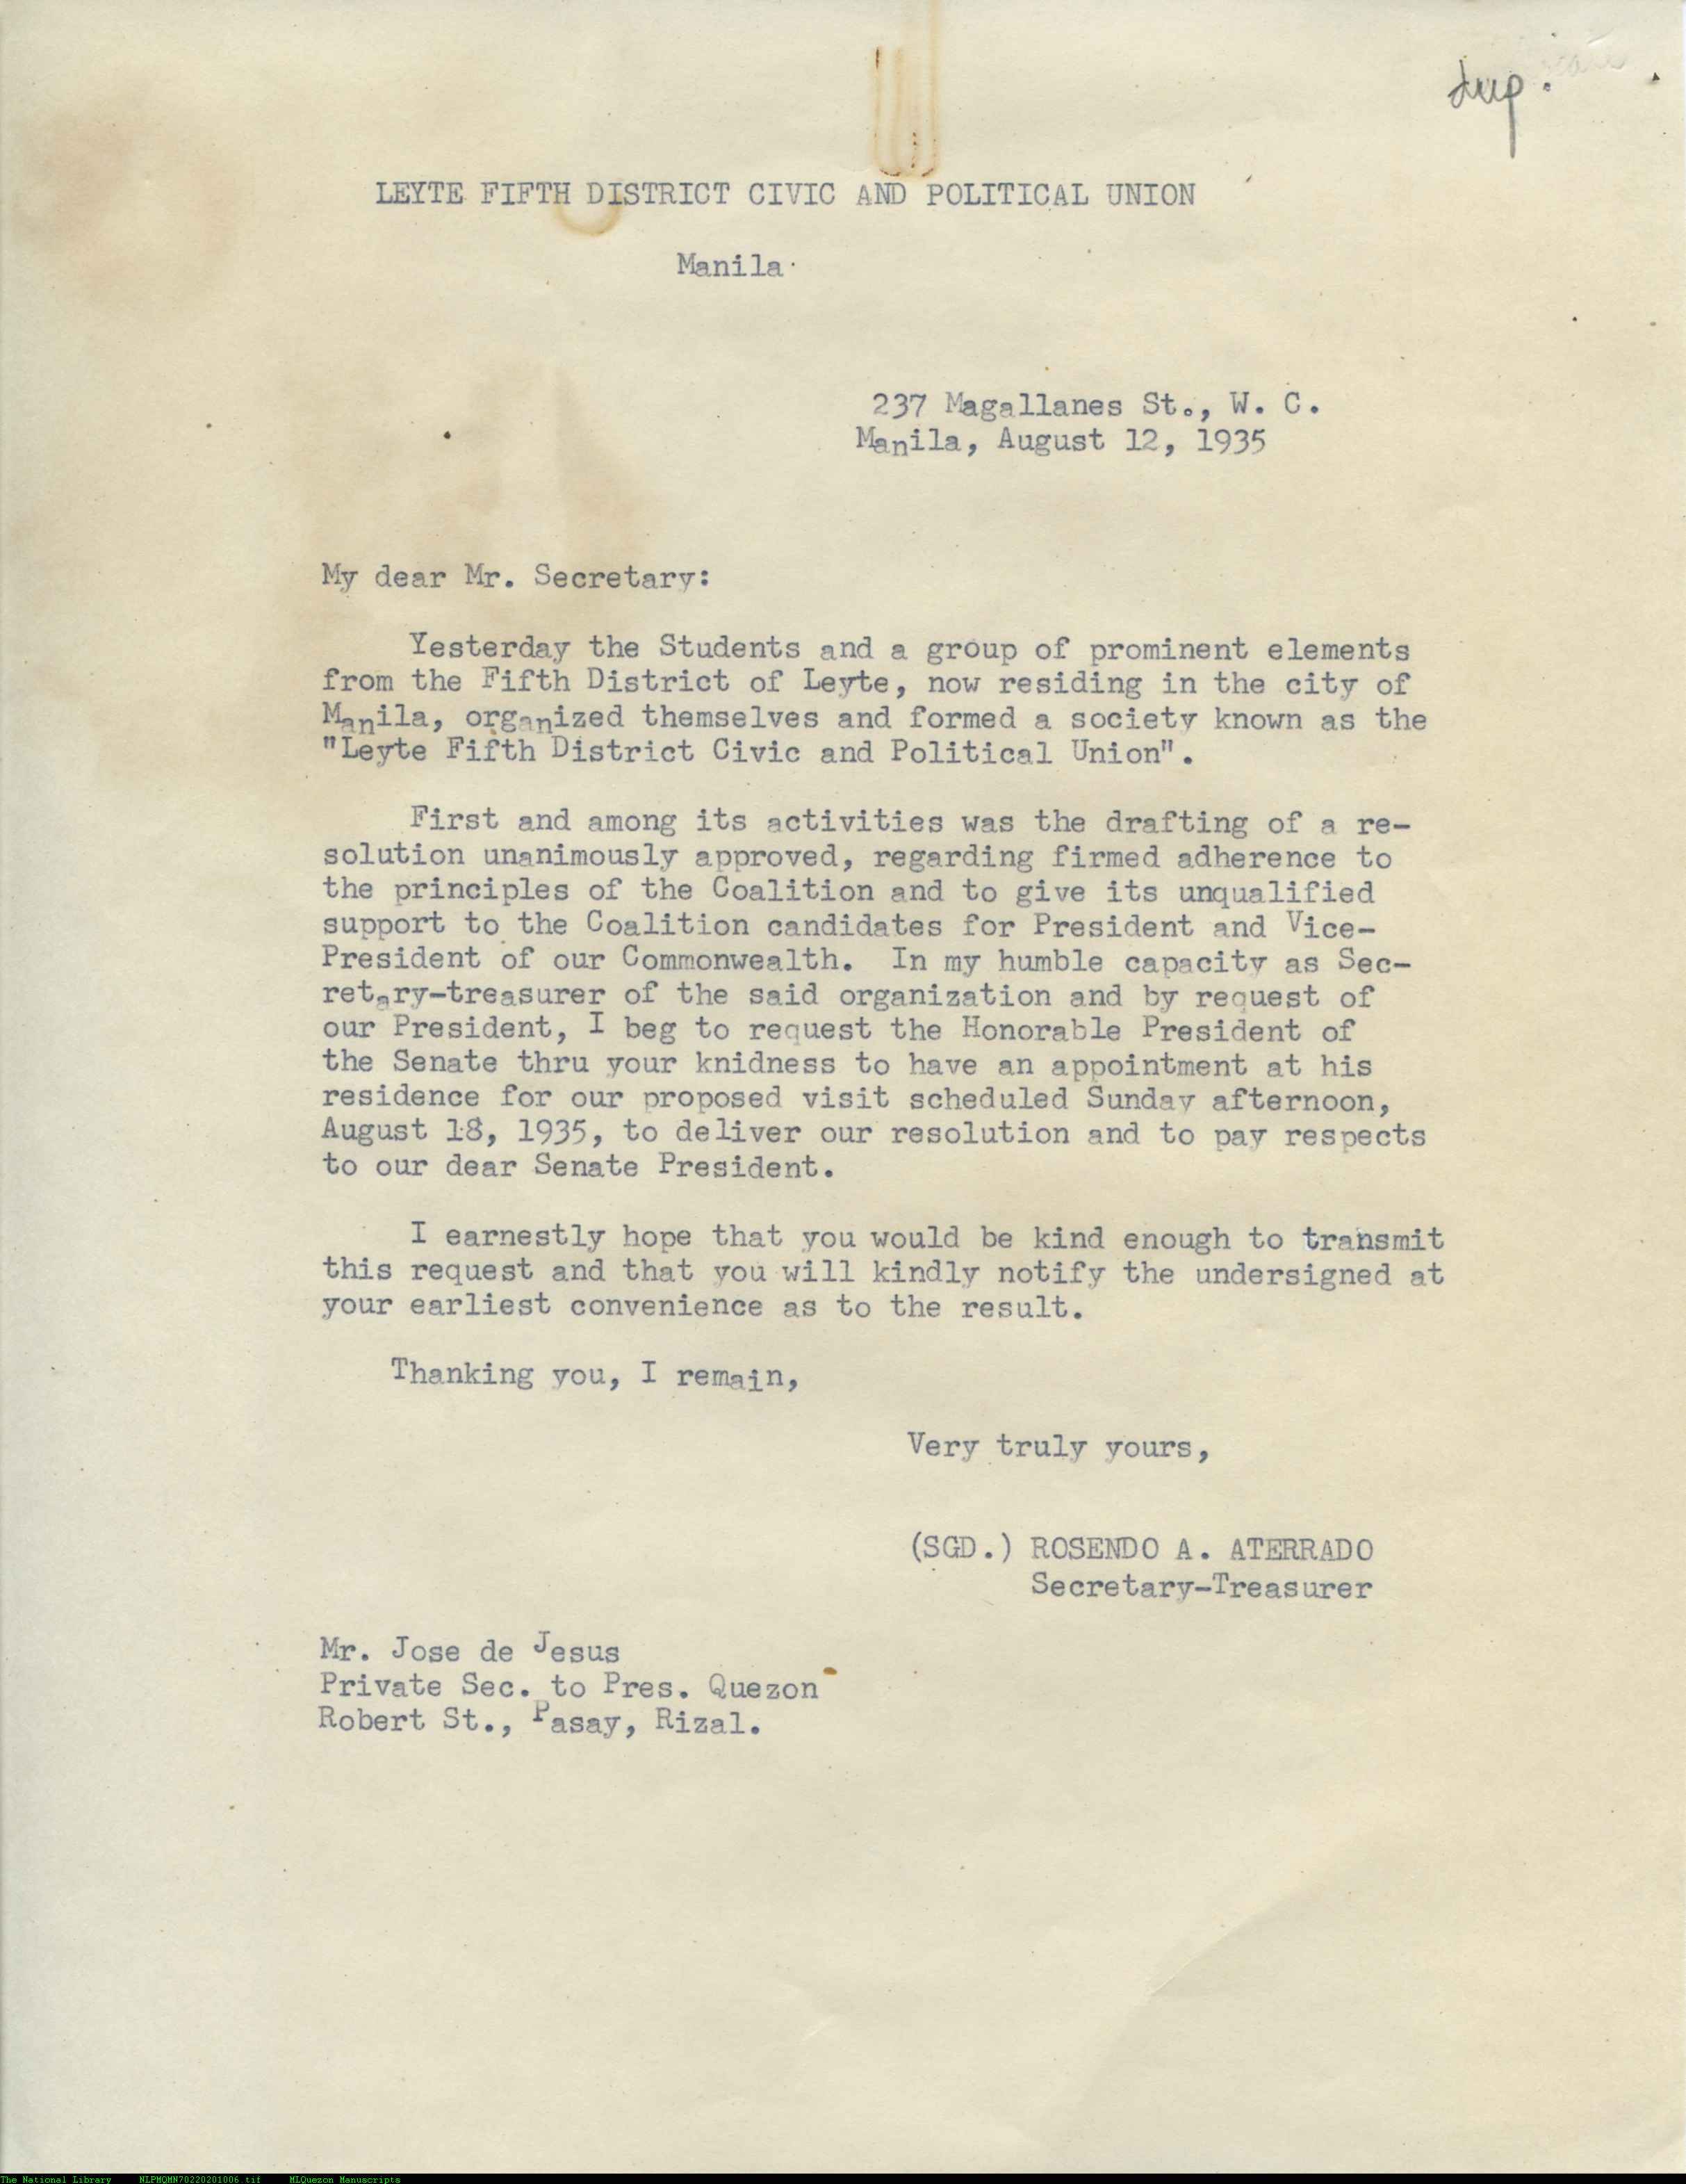 dup.
LEYTE FIFTH DISTRICT CIVIC AND POLITICAL UNION
Manila
237 Magallanes St., W. C.
Manila, August 12, 1935
My dear Mr. Secretary:
Yesterday the Students and a group of prominent elements
from the Fifth District of Leyte, now residing in the city of
Manila, organized themselves and formed a society known as the
"Leyte Fifth District Civic and Political Union".
First and among its activities was the drafting of a re-
solution unanimously approved, regarding firmed adherence to
the principles of the Coalition and to give its unqualified
support to the Coalition candidates for President and Vice-
President of our Commonwealth. In my humble capacity as Sec-
retary-treasurer of the said organization and by request of
our President, I beg to request the Honorable President of
the Senate thru your knidness to have an appointment at his
residence for our proposed visit scheduled Sunday afternoon,
August 18, 1935, to deliver our resolution and to pay respects
to our dear Senate President.
I earnestly hope that you would be kind enough to transmit
this request and that you will kindly notify the undersigned at
your earliest convenience as to the result.
Thanking you, I remain,
Very truly yours,
(SGD.) ROSENDO A. ATERRADO
Secretary-Treasurer
Mr. Jose de Jesus
Private Sec. to Pres. Quezon
Robert St., Pasay, Rizal.
The National Library NLPMQMN70220201006.tif MLQuezon Manuscripts